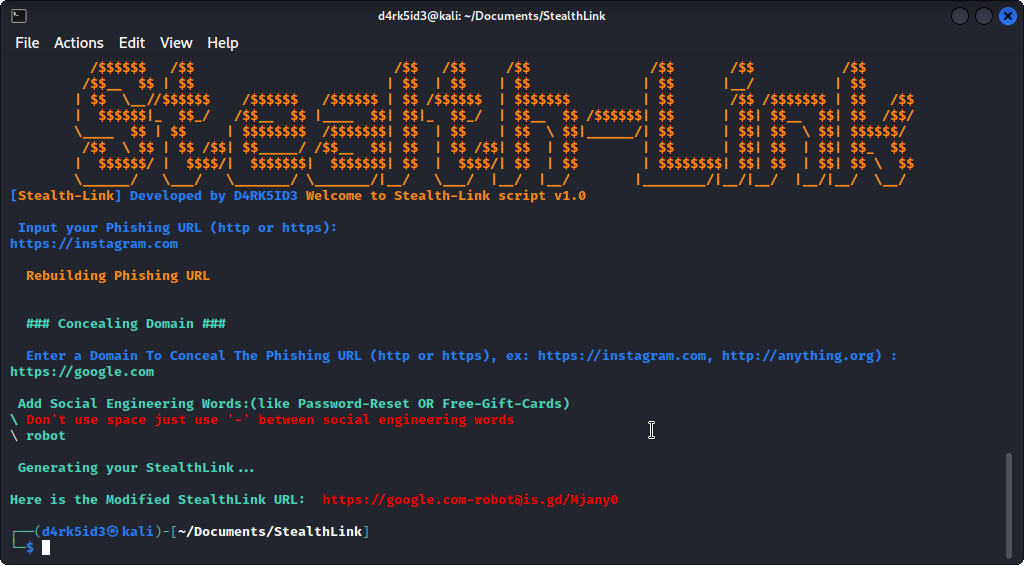 d4rk5id3@kali: ~/Documents/StealthLink
File Actions Edit View Help
Stealth-Link
[Stealth-Link] Developed by D4RK5ID3 Welcome to Stealth-Link script v1.0
Input your Phishing URL (http or https):
https://instagram.com
Rebuilding Phishing URL
### Concealing Domain ###
Enter a Domain To Conceal The Phishing URL (http or https), ex: https://instagram.com, http://anything.org) :
https://google.com
Add Social Engineering Words:(like Password-Reset OR Free-Gift-Cards)
\ Don't use space just use '-' between social engineering words
\ robot
Generating your StealthLink...
Here is the Modified StealthLink URL: https://google.com-robot@is.gd/Mjany0
┌──(d4rk5id3㉿kali)-[~/Documents/StealthLink]
└─$